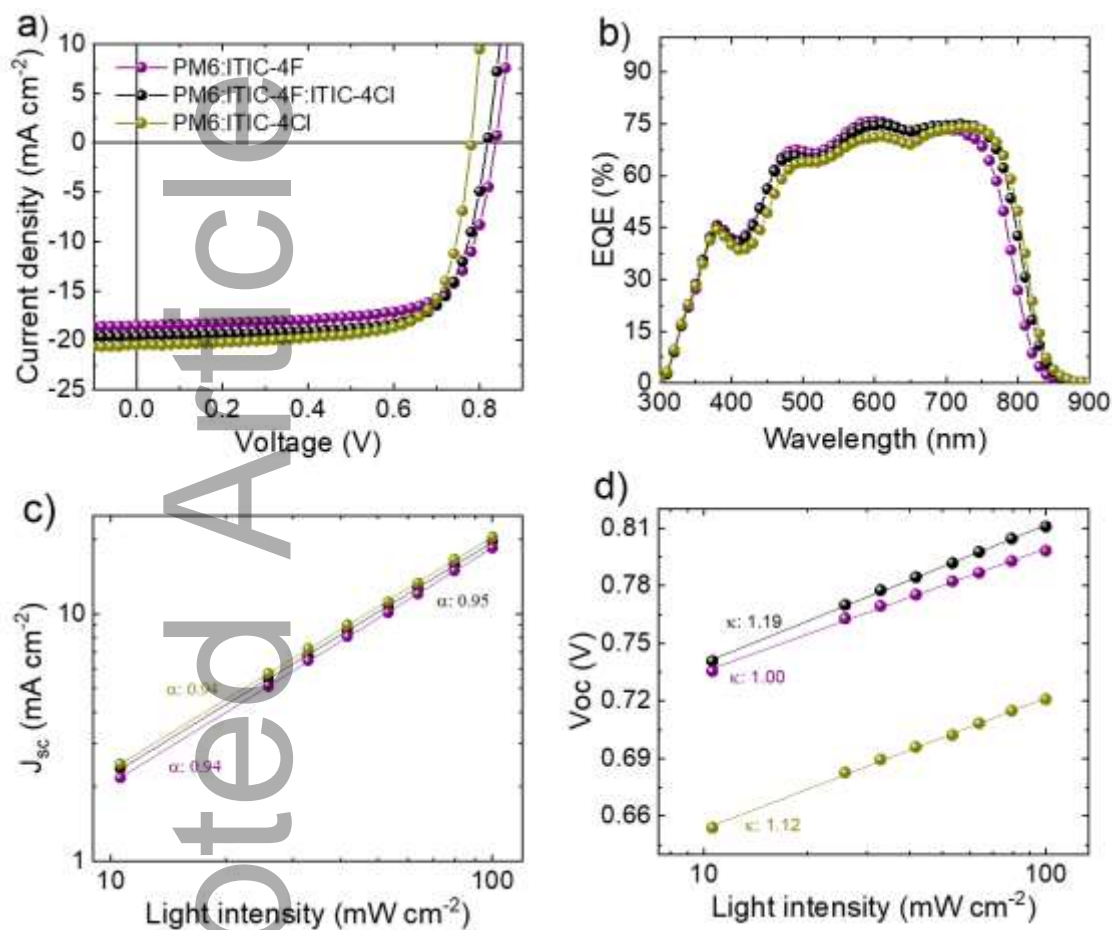 a)
10
5
0
-5
-10
-15
-20
-25
Current density (mA cm-2)
PM6:ITIC-4F
PM6:ITIC-4F:ITIC-4Cl
PM6:ITIC-4Cl
0.0 0.2 0.4 0.6 0.8
Voltage (V)
b)
90
75
60
45
30
15
0
EQE (%)
300 400 500 600 700 800 900
Wavelength (nm)
c)
10
1
Jsc (mA cm-2)
α: 0.95
α: 0.94
α: 0.94
10 100
Light intensity (mW cm-2)
d)
0.81
0.78
0.75
0.72
0.69
0.66
Voc (V)
κ: 1.19
κ: 1.00
κ: 1.12
10 100
Light intensity (mW cm-2)
oted Article